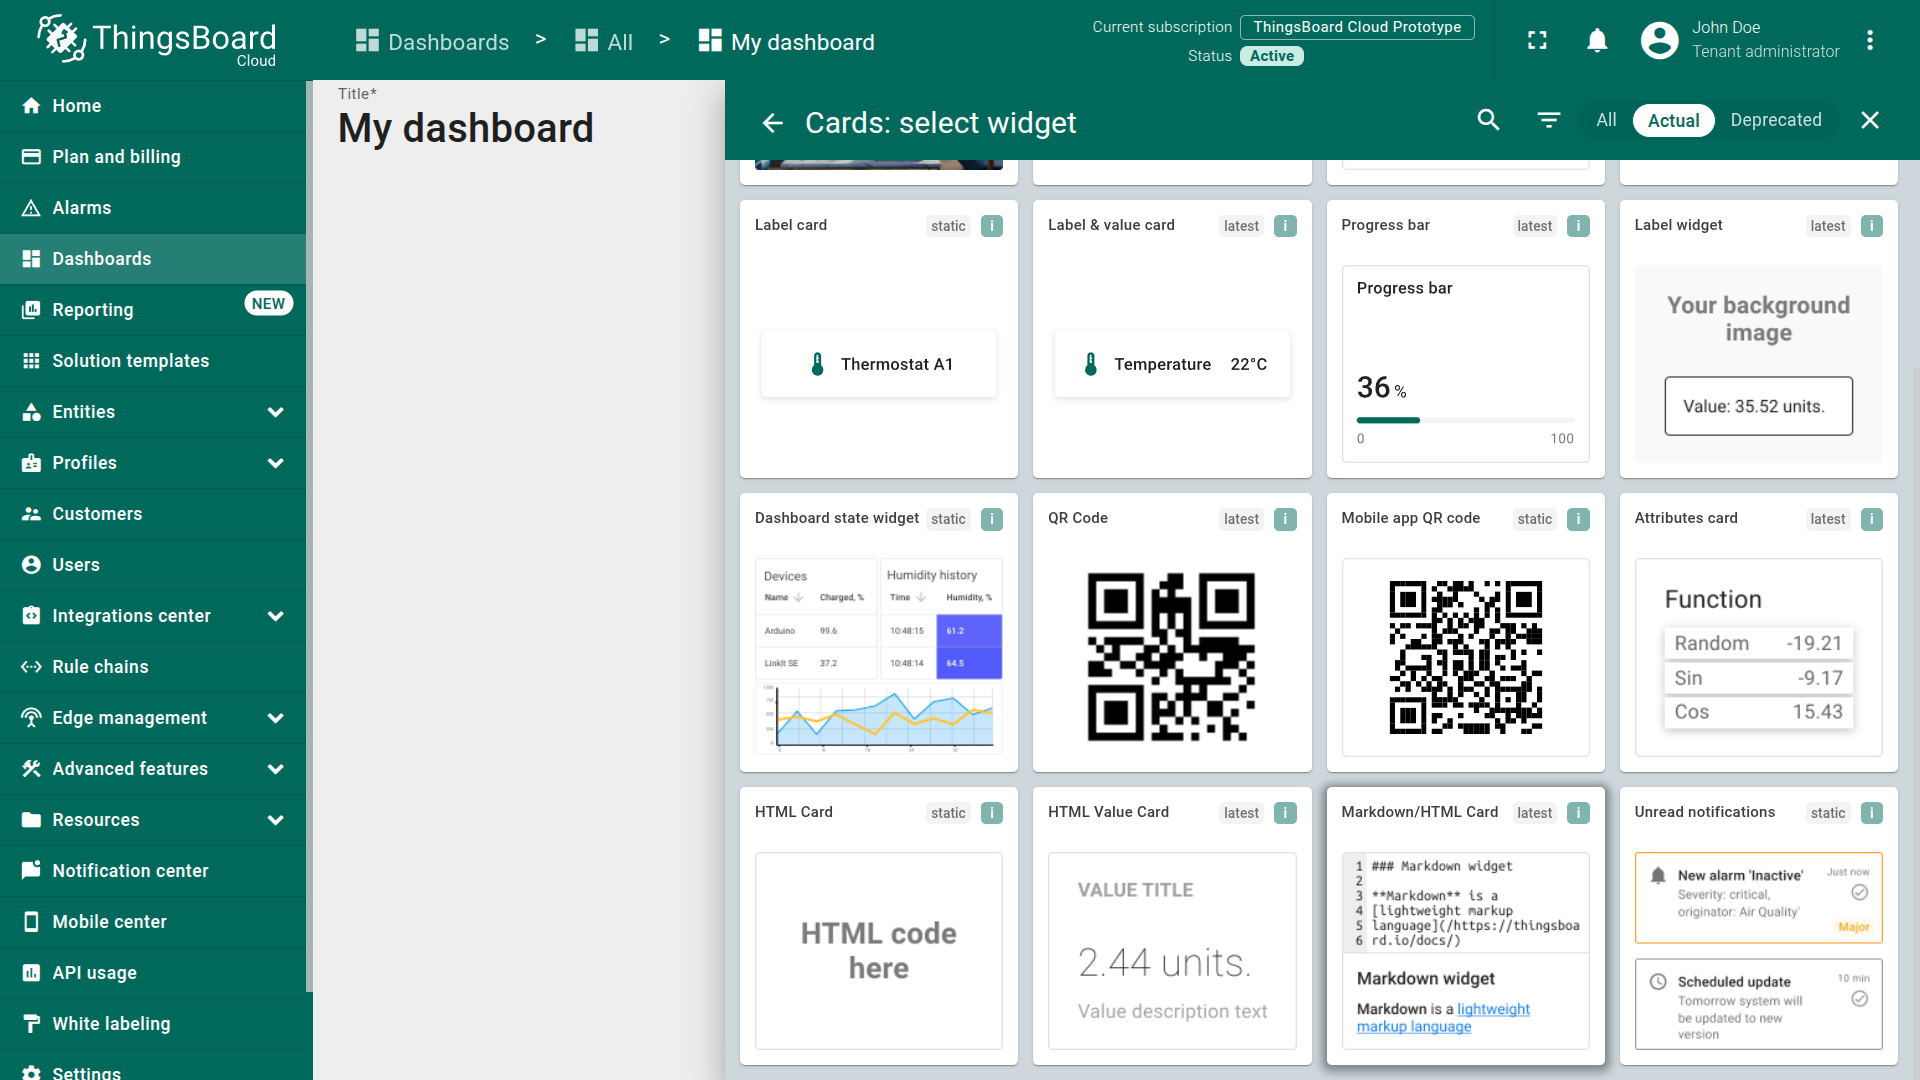 ThingsBoard
Cloud
Dashboards > All > My dashboard
Current subscription ThingsBoard Cloud Prototype
Status Active
John Doe
Tenant administrator
Home
Plan and billing
Alarms
Dashboards
Reporting NEW
Solution templates
Entities
Profiles
Customers
Users
Integrations center
Rule chains
Edge management
Advanced features
Resources
Notification center
Mobile center
API usage
White labeling
Settings
Title*
My dashboard
Cards: select widget
All Actual Deprecated
Label card static i
Thermostat A1
Label & value card latest i
Temperature 22°C
Progress bar latest i
Progress bar
36 %
0 100
Label widget latest i
Your background
image
Value: 35.52 units.
Dashboard state widget static i
Devices
Name Charged, %
Arduino 99.6
LinkIt SE 37.2
Humidity history
Time Humidity, %
10:48:15 61.2
10:48:14 64.5
QR Code latest i
Mobile app QR code static i
Attributes card latest i
Function
Random -19.21
Sin -9.17
Cos 15.43
HTML Card static i
HTML code
here
HTML Value Card latest i
VALUE TITLE
2.44 units.
Value description text
Markdown/HTML Card latest i
1 ### Markdown widget
2
3 **Markdown** is a
4 [lightweight markup
5 language](/https://thingsboa
6 rd.io/docs/)
Markdown widget
Markdown is a lightweight
markup language
Unread notifications static i
New alarm 'Inactive' Just now
Severity: critical,
originator: Air Quality'
Major
Scheduled update 10 min
Tomorrow system will
be updated to new
version